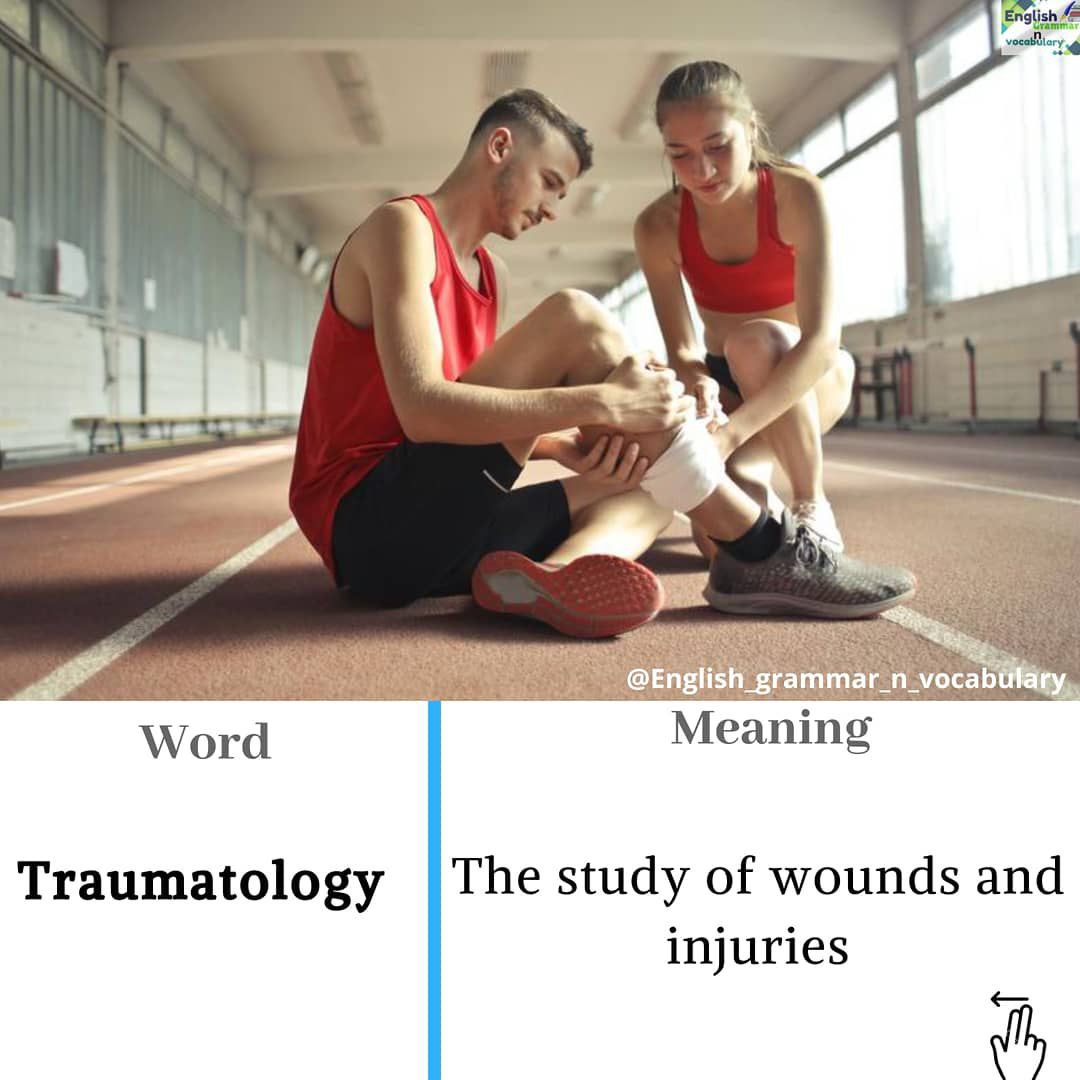 English
Grammar
n
vocabulary
@English_grammar_n_vocabulary
Word
Meaning
Traumatology
The study of wounds and
injuries